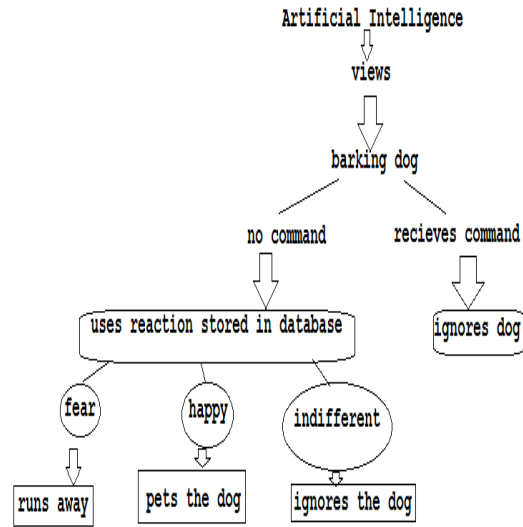 Artificial Intelligence
views
barking dog
no command
recieves command
uses reaction stored in database
ignores dog
fear
happy
indifferent
runs away
pets the dog
ignores the dog